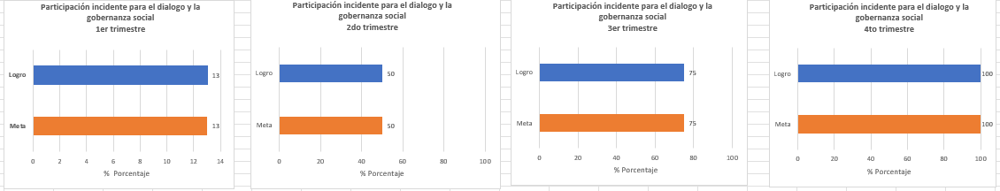 Participación incidente para el dialogo y la
gobernanza social
1er trimestre
Logro
13
Meta
13
0 2 4 6 8 10 12 14
% Porcentaje
Participación incidente para el dialogo y la
gobernanza social
2do trimestre
Logro
50
Meta
50
0 20 40 60 80 100
% Porcentaje
Participación incidente para el dialogo y la
gobernanza social
3er trimestre
Logro
75
Meta
75
0 20 40 60 80 100
% Porcentaje
Participación incidente para el dialogo y la
gobernanza social
4to trimestre
Logro
100
Meta
100
0 20 40 60 80 100
% Porcentaje